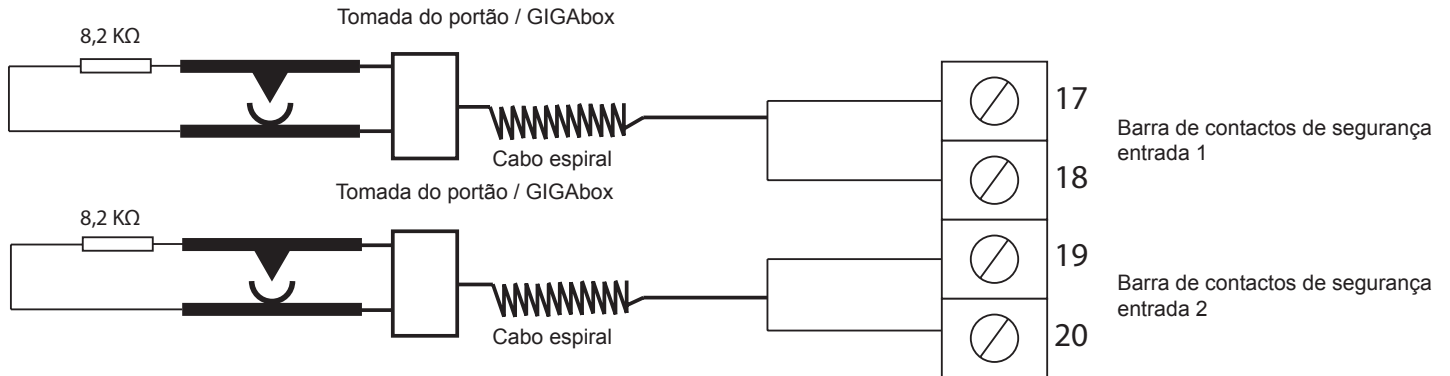 Tomada do portão / GIGAbox
8,2 KΩ
Cabo espiral
17
18
Barra de contactos de segurança
entrada 1
Tomada do portão / GIGAbox
8,2 KΩ
Cabo espiral
19
20
Barra de contactos de segurança
entrada 2